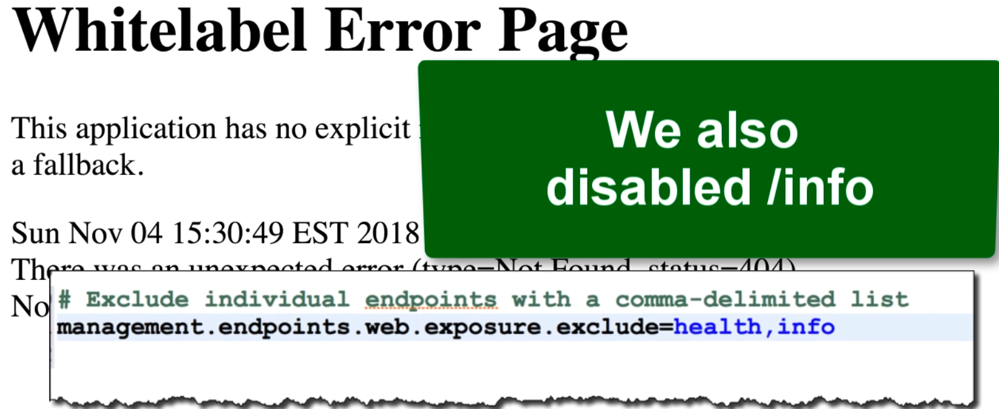 Whitelabel Error Page
This application has no explicit
a fallback.
We also
disabled /info
Sun Nov 04 15:30:49 EST 2018
There was an unexpected error (type=Not Found, status=404)
No
# Exclude individual endpoints with a comma-delimited list
management.endpoints.web.exposure.exclude=health,info